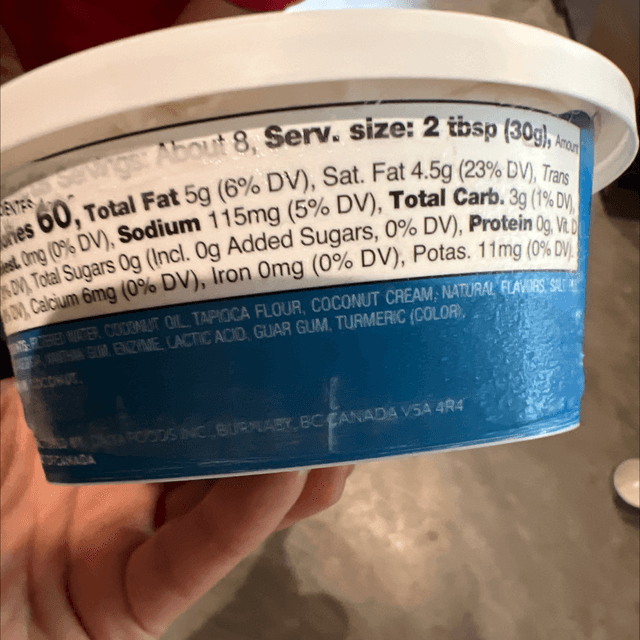 Servings: About 8, Serv. size: 2 tbsp (30g), Amount
60, Total Fat 5g (6% DV), Sat. Fat 4.5g (23% DV), Trans
0mg (0% DV), Sodium 115mg (5% DV), Total Carb. 3g (1% DV),
DV), Total Sugars 0g (Incl. 0g Added Sugars, 0% DV), Protein 0g, Vit. D
DV), Calcium 6mg (0% DV), Iron 0mg (0% DV), Potas. 11mg (0% DV)
WATER, COCONUT OIL, TAPIOCA FLOUR, COCONUT CREAM, NATURAL FLAVORS, SALT
GUM, ENZYME, LACTIC ACID, GUAR GUM, TURMERIC (COLOR).
COCONUT.
FOODS INC., BURNABY, BC CANADA V5A 4R4
CANADA